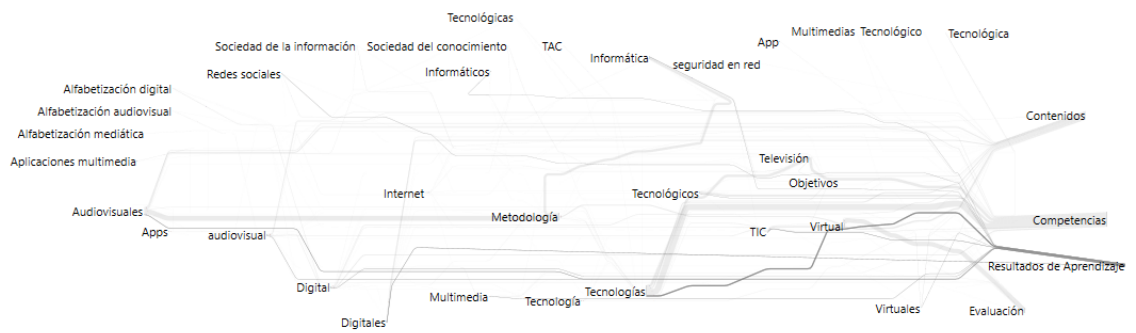 Tecnológicas
Sociedad de la información
Sociedad del conocimiento
TAC
App
Multimedias
Tecnológico
Tecnológica
Redes sociales
Informáticos
Informática
seguridad en red
Alfabetización digital
Alfabetización audiovisual
Contenidos
Alfabetización mediática
Aplicaciones multimedia
Televisión
Internet
Tecnológicos
Objetivos
Audiovisuales
Metodología
Competencias
Apps
audiovisual
TIC
Virtual
Resultados de Aprendizaje
Digital
Tecnologías
Multimedia
Tecnología
Virtuales
Evaluación
Digitales